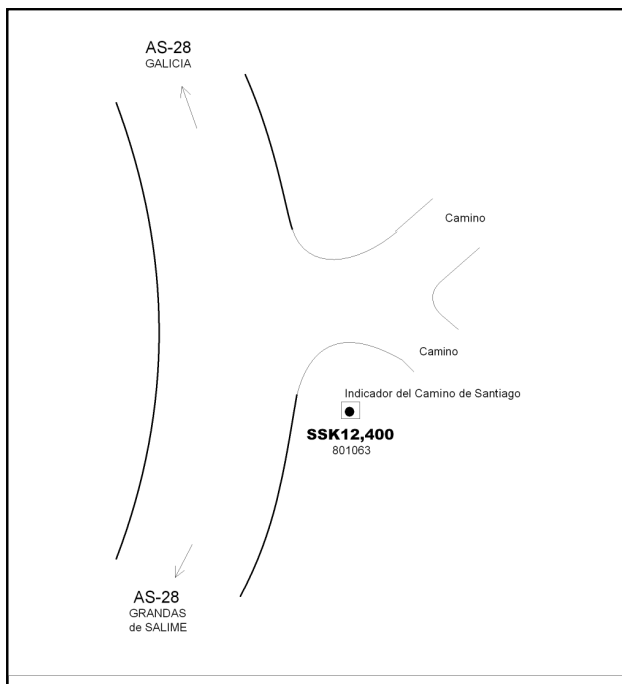 AS-28
GALICIA
Camino
Camino
Indicador del Camino de Santiago
SSK12,400
801063
AS-28
GRANDAS
de SALIME